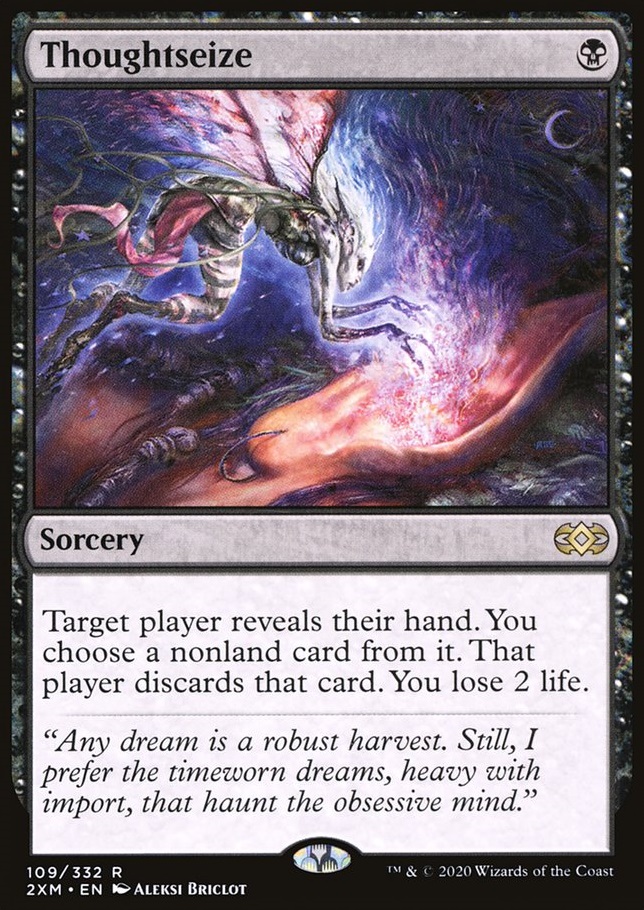 Thoughtseize
Sorcery
Target player reveals their hand. You
choose a nonland card from it. That
player discards that card. You lose 2 life.
“Any dream is a robust harvest. Still, I
prefer the timeworn dreams, heavy with
import, that haunt the obsessive mind.”
109/332 R
™ & © 2020 Wizards of the Coast
2XM • EN Aleksi Briclot